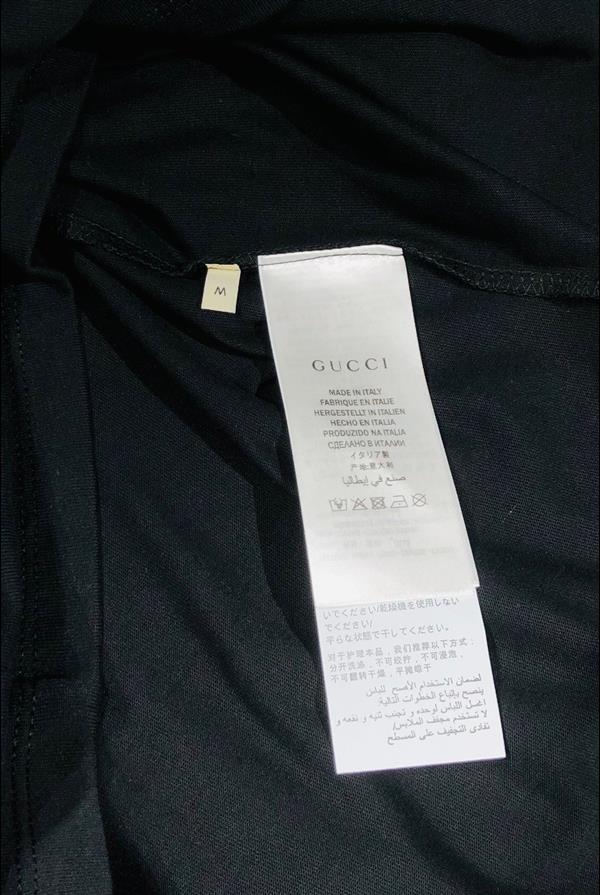 M
GUCCI
MADE IN ITALY
FABRIQUE EN ITALIE
HERGESTELLT IN ITALIEN
HECHO EN ITALIA
PRODUZIDO NA ITALIA
СДЕЛАНО В ИТАЛИИ
イタリア製
产地:意大利
صنع في إيطاليا
いでください/乾燥機を使用しない
でください/
平らな状態で干してください。
对于护理本品，我们推荐以下方式：
分开洗涤，不可绞拧，不可浸泡，
不可翻转干燥，平摊晾干
لضمان الاستخدام الأصح للباس
ينصح بإتباع الخطوات التالية:
اغسل اللباس لوحده و تجنب ثنيه و نقعه و
لا تستخدم مجفف الملابس/
تفادى التجفيف على المسطح